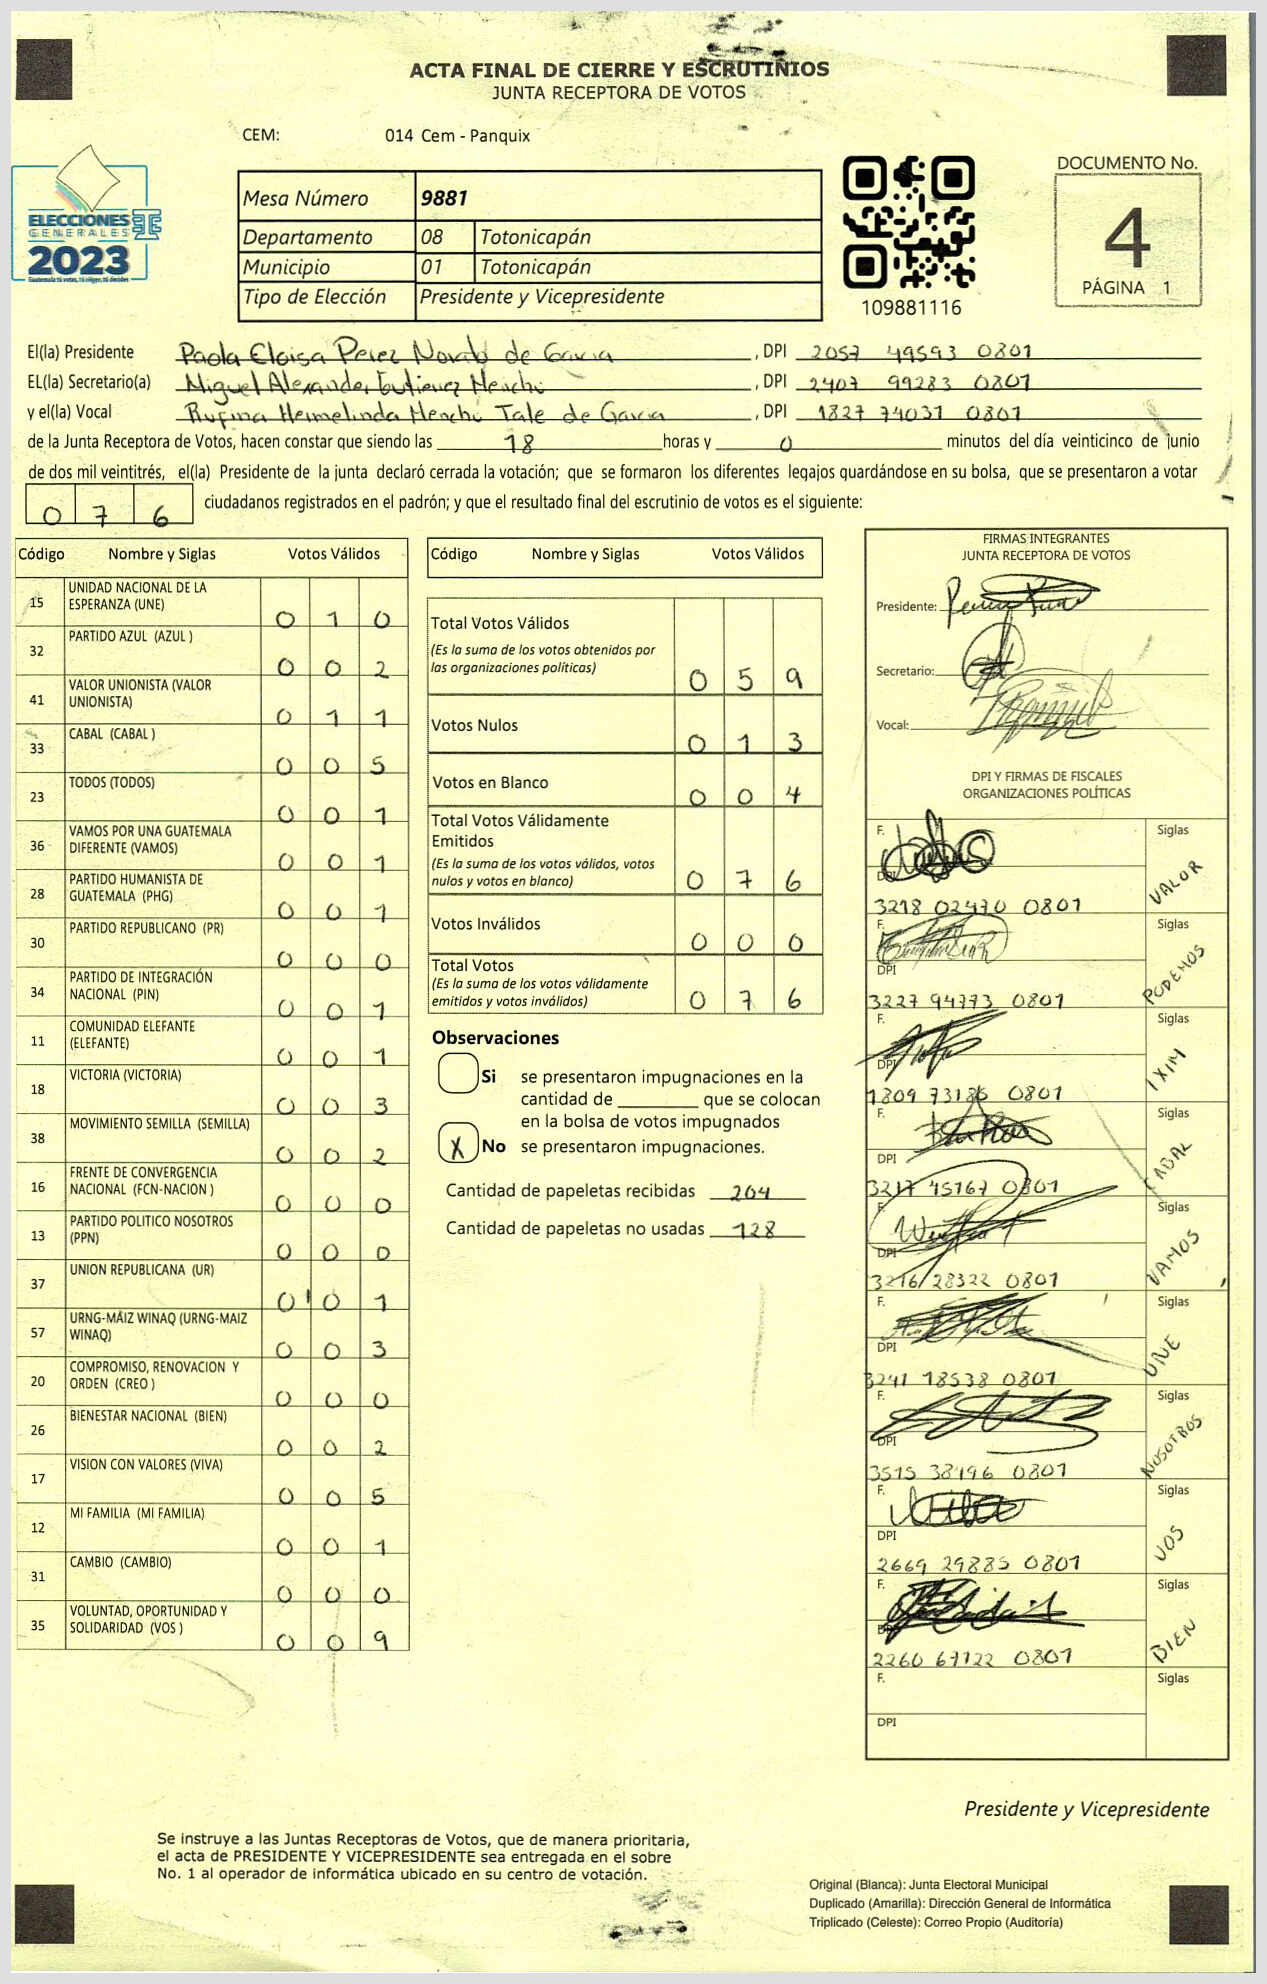 ACTA FINAL DE CIERRE Y ESCRUTINIOS
JUNTA RECEPTORA DE VOTOS
CEM: 014 Cem - Panquix
ELECCIONES
GENERALES
2023
Guatemala tú votas, tú eliges, tú decides
Mesa Número 9881
Departamento 08 Totonicapán
Municipio 01 Totonicapán
Tipo de Elección Presidente y Vicepresidente
109881116
DOCUMENTO No.
4
PÁGINA 1
El(la) Presidente Paola Eloisa Perez Novalo de Garcia , DPI 2057 49593 0801
EL(la) Secretario(a) Miguel Alexander Gutierrez Menchú , DPI 2407 99283 0801
y el(la) Vocal Rufina Hermelinda Menchú Tale de Garcia , DPI 1827 74031 0801
de la Junta Receptora de Votos, hacen constar que siendo las 18 horas y 0 minutos del día veinticinco de junio
de dos mil veintitrés, el(la) Presidente de la junta declaró cerrada la votación; que se formaron los diferentes legajos guardándose en su bolsa, que se presentaron a votar
0 7 6 ciudadanos registrados en el padrón; y que el resultado final del escrutinio de votos es el siguiente:
Código Nombre y Siglas Votos Válidos
15 UNIDAD NACIONAL DE LA
ESPERANZA (UNE) 0 1 0
32 PARTIDO AZUL (AZUL ) 0 0 2
41 VALOR UNIONISTA (VALOR
UNIONISTA) 0 1 1
33 CABAL (CABAL ) 0 0 5
23 TODOS (TODOS) 0 0 1
36 VAMOS POR UNA GUATEMALA
DIFERENTE (VAMOS) 0 0 1
28 PARTIDO HUMANISTA DE
GUATEMALA (PHG) 0 0 1
30 PARTIDO REPUBLICANO (PR) 0 0 0
34 PARTIDO DE INTEGRACIÓN
NACIONAL (PIN) 0 0 1
11 COMUNIDAD ELEFANTE
(ELEFANTE) 0 0 1
18 VICTORIA (VICTORIA) 0 0 3
38 MOVIMIENTO SEMILLA (SEMILLA) 0 0 2
16 FRENTE DE CONVERGENCIA
NACIONAL (FCN-NACION ) 0 0 0
13 PARTIDO POLITICO NOSOTROS
(PPN) 0 0 0
37 UNION REPUBLICANA (UR) 0 0 1
57 URNG-MAIZ WINAQ (URNG-MAIZ
WINAQ) 0 0 3
20 COMPROMISO, RENOVACION Y
ORDEN (CREO ) 0 0 0
26 BIENESTAR NACIONAL (BIEN) 0 0 2
17 VISION CON VALORES (VIVA) 0 0 5
12 MI FAMILIA (MI FAMILIA) 0 0 1
31 CAMBIO (CAMBIO) 0 0 0
35 VOLUNTAD, OPORTUNIDAD Y
SOLIDARIDAD (VOS ) 0 0 9
Código Nombre y Siglas Votos Válidos
Total Votos Válidos
(Es la suma de los votos obtenidos por
las organizaciones políticas) 0 5 9
Votos Nulos 0 1 3
Votos en Blanco 0 0 4
Total Votos Válidamente
Emitidos
(Es la suma de los votos válidos, votos
nulos y votos en blanco) 0 7 6
Votos Inválidos 0 0 0
Total Votos
(Es la suma de los votos válidamente
emitidos y votos inválidos) 0 7 6
Observaciones
Si se presentaron impugnaciones en la
cantidad de ________ que se colocan
en la bolsa de votos impugnados
X No se presentaron impugnaciones.
Cantidad de papeletas recibidas 204
Cantidad de papeletas no usadas 128
FIRMAS INTEGRANTES
JUNTA RECEPTORA DE VOTOS
Presidente:
Secretario:
Vocal:
DPI Y FIRMAS DE FISCALES
ORGANIZACIONES POLÍTICAS
F. Siglas
DPI 3218 02470 0801 VALOR
F. Siglas
DPI 3227 94773 0801 PODEMOS
F. Siglas
DPI 1809 73186 0801 IXIM
F. Siglas
DPI 3217 45167 0801 CABAL
F. Siglas
DPI 3216 28322 0801 VAMOS
F. Siglas
DPI 3241 18538 0801 UNE
F. Siglas
DPI 3515 38496 0801 NOSOTROS
F. Siglas
DPI 2669 29885 0801 VOS
F. Siglas
DPI 2260 67122 0801 BIEN
F. Siglas
DPI
Presidente y Vicepresidente
Se instruye a las Juntas Receptoras de Votos, que de manera prioritaria,
el acta de PRESIDENTE Y VICEPRESIDENTE sea entregada en el sobre
No. 1 al operador de informática ubicado en su centro de votación.
Original (Blanca): Junta Electoral Municipal
Duplicado (Amarilla): Dirección General de Informática
Triplicado (Celeste): Correo Propio (Auditoría)